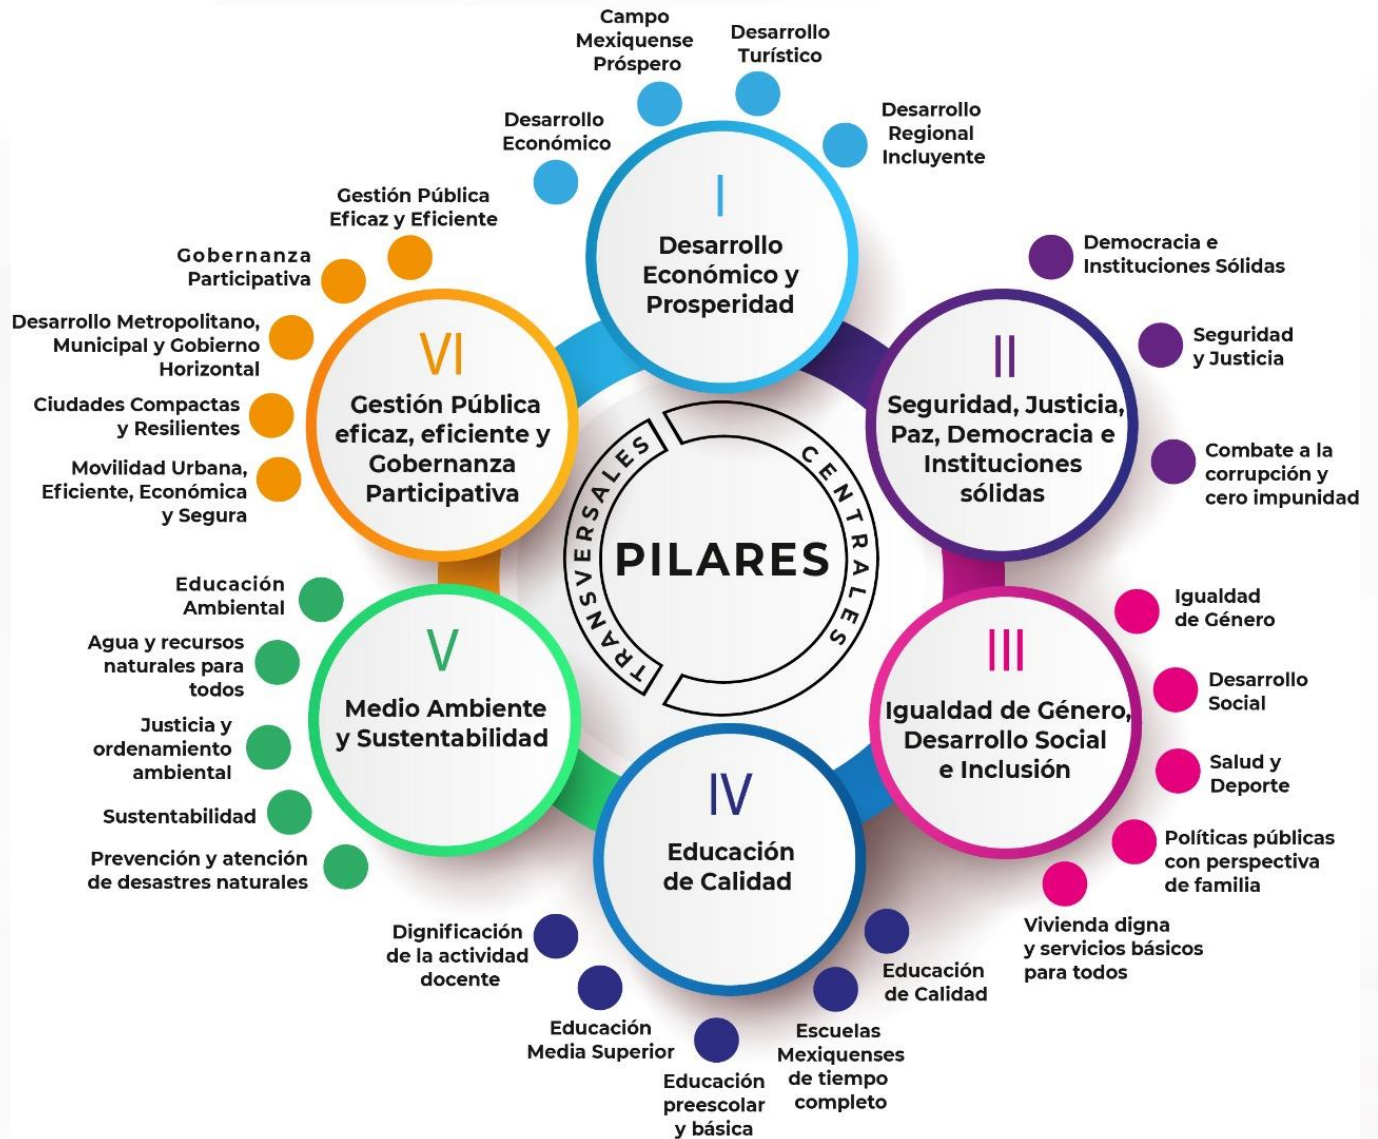 Campo
Mexiquense
Próspero
Desarrollo
Turístico
Desarrollo
Económico
Desarrollo
Regional
Incluyente
I
Desarrollo
Económico y
Prosperidad
Democracia e
Instituciones Sólidas
Seguridad
y Justicia
Combate a la
corrupción y
cero impunidad
II
Seguridad, Justicia,
Paz, Democracia e
Instituciones
sólidas
Igualdad
de Género
Desarrollo
Social
Salud y
Deporte
Políticas públicas
con perspectiva
de familia
Vivienda digna
y servicios básicos
para todos
III
Igualdad de Género,
Desarrollo Social
e Inclusión
IV
Educación
de Calidad
Educación
de Calidad
Escuelas
Mexiquenses
de tiempo
completo
Educación
preescolar
y básica
Educación
Media Superior
Dignificación
de la actividad
docente
V
Medio Ambiente
y Sustentabilidad
Educación
Ambiental
Agua y recursos
naturales para
todos
Justicia y
ordenamiento
ambiental
Sustentabilidad
Prevención y atención
de desastres naturales
VI
Gestión Pública
eficaz, eficiente y
Gobernanza
Participativa
Gestión Pública
Eficaz y Eficiente
Gobernanza
Participativa
Desarrollo Metropolitano,
Municipal y Gobierno
Horizontal
Ciudades Compactas
y Resilientes
Movilidad Urbana,
Eficiente, Económica
y Segura
TRANSVERSALES
CENTRALES
PILARES